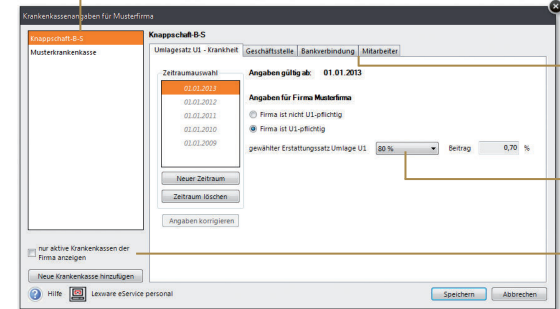 Krankenkassenangaben für Musterfirma
Knappschaft-B-S
Musterkrankenkasse
nur aktive Krankenkassen der
Firma anzeigen
Neue Krankenkasse hinzufügen
Knappschaft-B-S
Umlagesatz U1 - Krankheit Geschäftsstelle Bankverbindung Mitarbeiter
Zeitraumauswahl
01.01.2013
01.01.2012
01.01.2011
01.01.2010
01.01.2009
Neuer Zeitraum
Zeitraum löschen
Angaben korrigieren
Angaben gültig ab: 01.01.2013
Angaben für Firma Musterfirma
Firma ist nicht U1-pflichtig
Firma ist U1-pflichtig
gewählter Erstattungssatz Umlage U1 80 % Beitrag 0,70 %
Hilfe Lexware eService personal Speichern Abbrechen